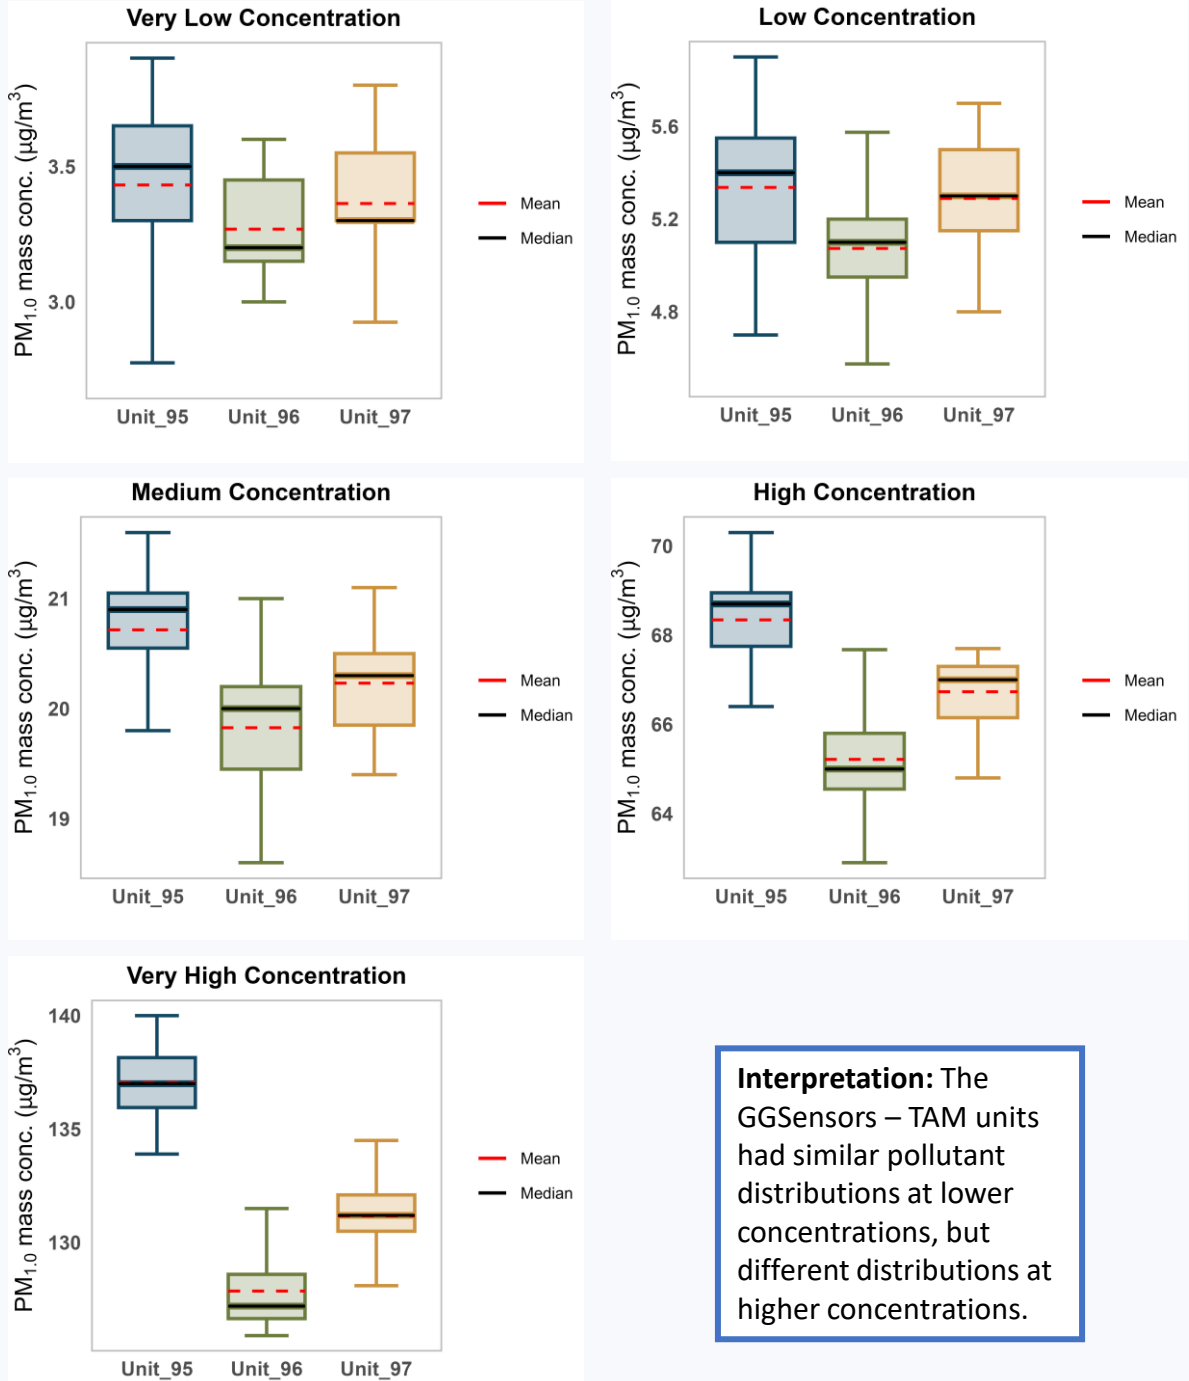 Very Low Concentration
PM1.0 mass conc. (µg/m3)
3.5
3.0
Unit_95 Unit_96 Unit_97
Mean
Median
Low Concentration
PM1.0 mass conc. (µg/m3)
5.6
5.2
4.8
Unit_95 Unit_96 Unit_97
Mean
Median
Medium Concentration
PM1.0 mass conc. (µg/m3)
21
20
19
Unit_95 Unit_96 Unit_97
Mean
Median
High Concentration
PM1.0 mass conc. (µg/m3)
70
68
66
64
Unit_95 Unit_96 Unit_97
Mean
Median
Very High Concentration
PM1.0 mass conc. (µg/m3)
140
135
130
Unit_95 Unit_96 Unit_97
Mean
Median
Interpretation: The
GGSensors – TAM units
had similar pollutant
distributions at lower
concentrations, but
different distributions at
higher concentrations.